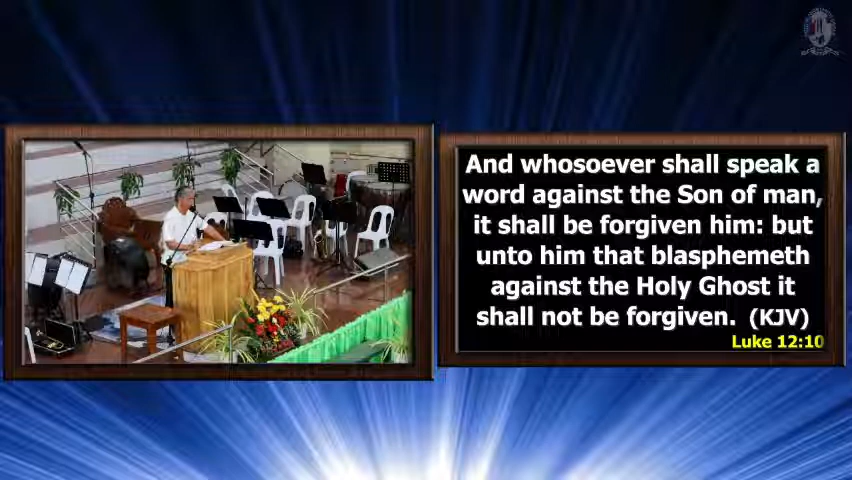 And whosoever shall speak a
word against the Son of man,
it shall be forgiven him: but
unto him that blasphemeth
against the Holy Ghost it
shall not be forgiven. (KJV)
Luke 12:10